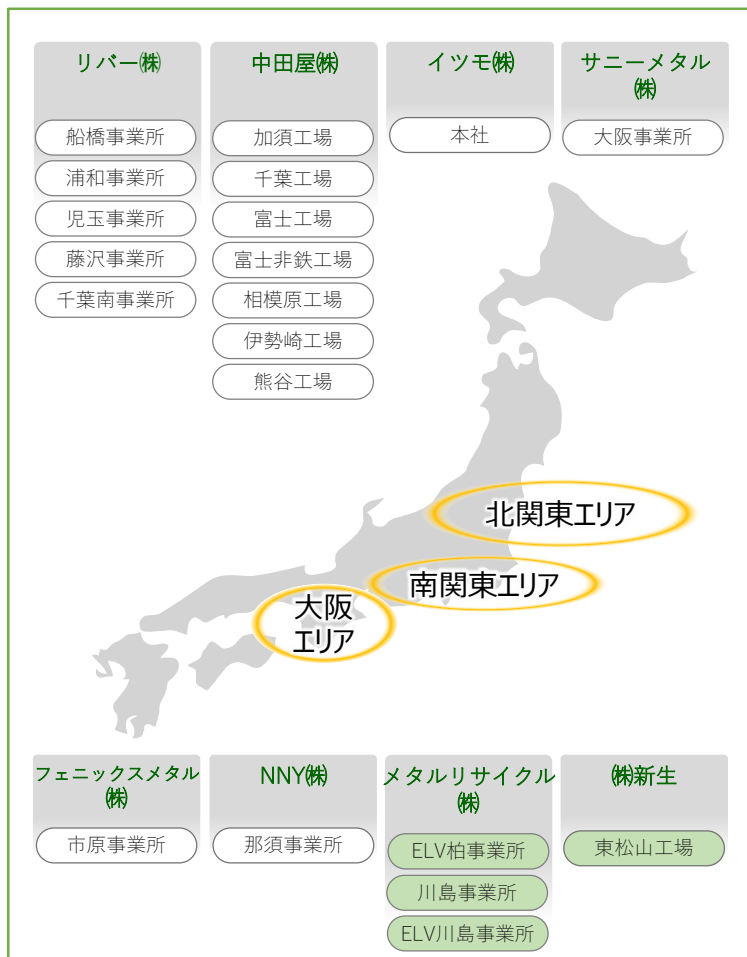 リバー㈱
船橋事業所
浦和事業所
児玉事業所
藤沢事業所
千葉南事業所
中田屋㈱
加須工場
千葉工場
富士工場
富士非鉄工場
相模原工場
伊勢崎工場
熊谷工場
イツモ㈱
本社
サニーメタル
㈱
大阪事業所
北関東エリア
南関東エリア
大阪
エリア
フェニックスメタル
㈱
市原事業所
NNY㈱
那須事業所
メタルリサイクル
㈱
ELV柏事業所
川島事業所
ELV川島事業所
㈱新生
東松山工場